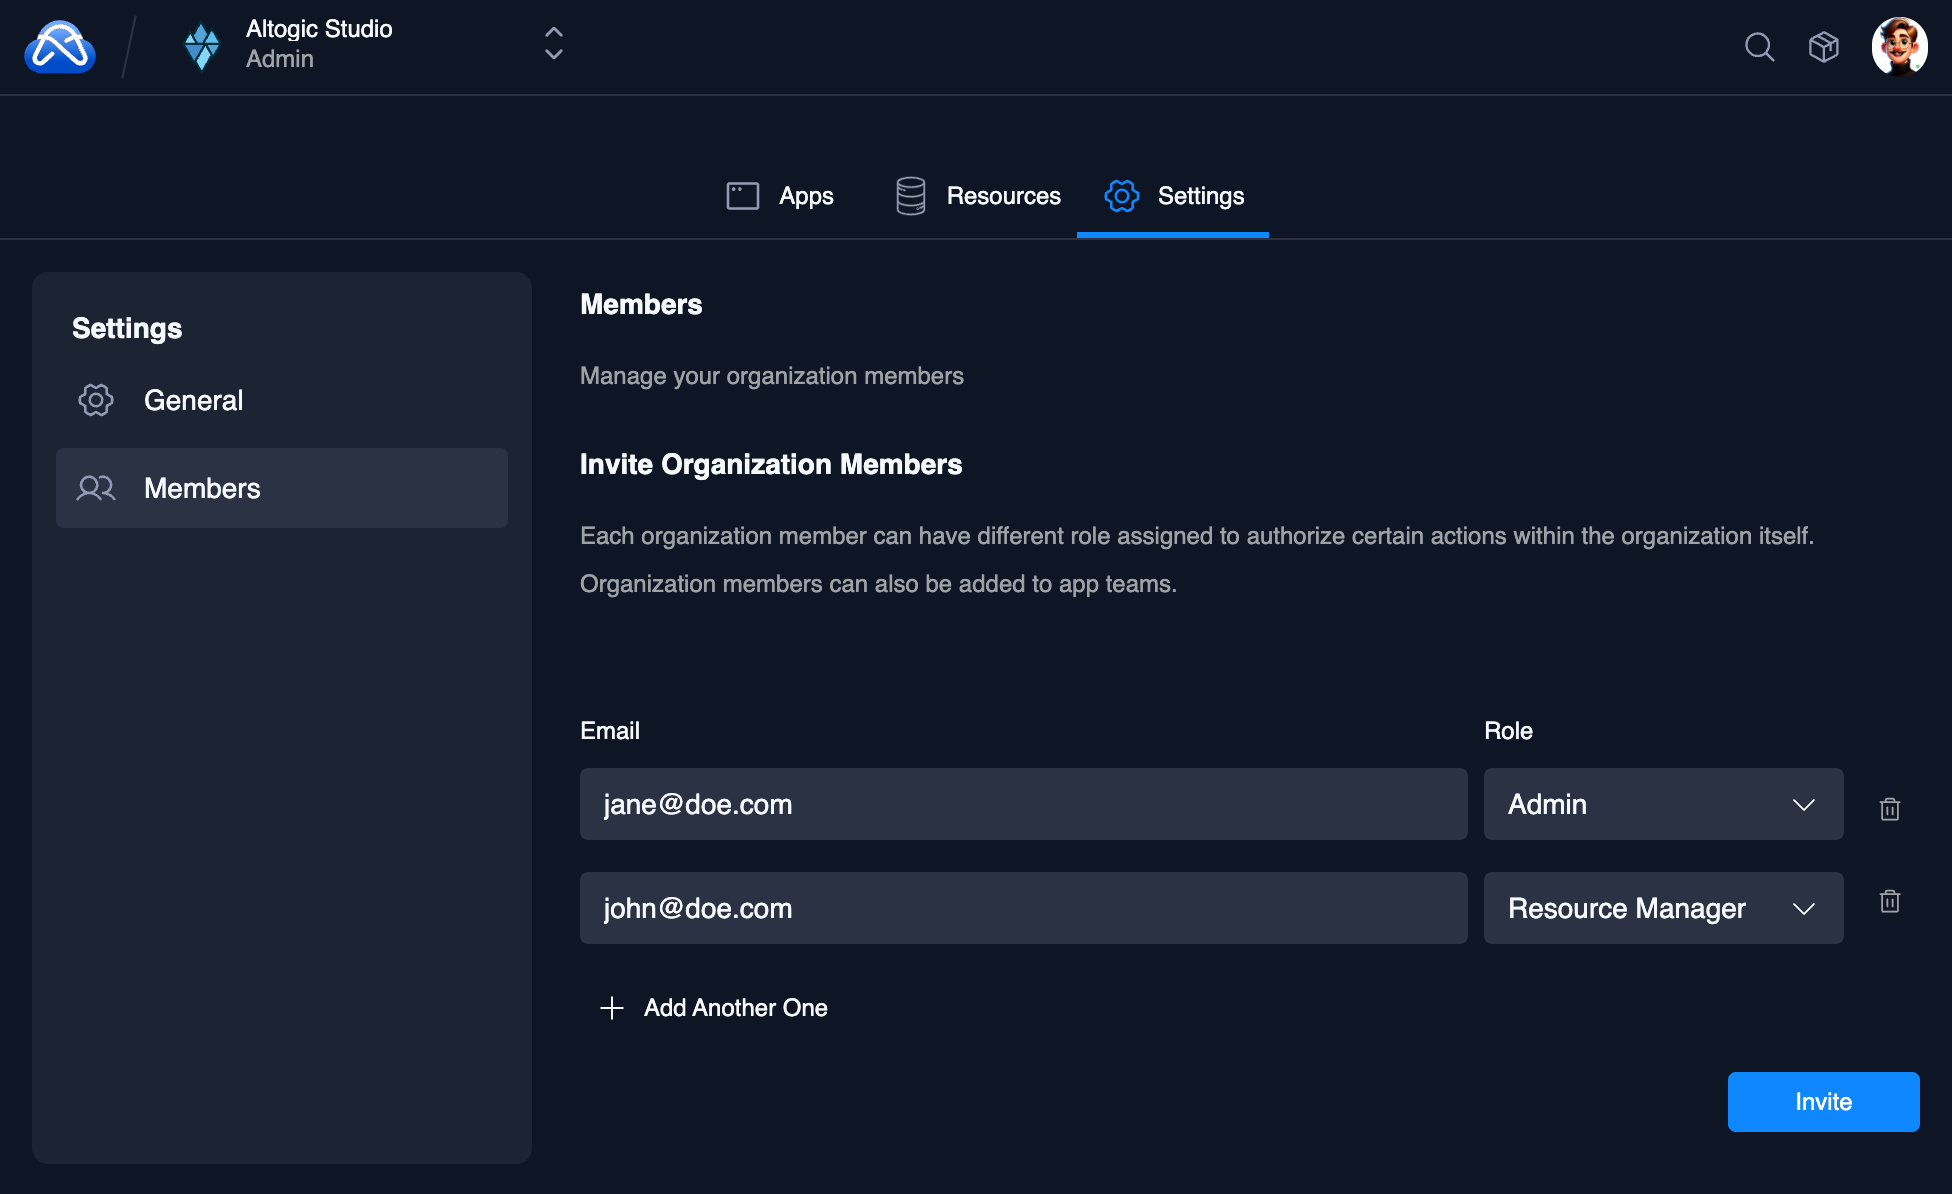 Altogic Studio
Admin
Apps
Resources
Settings
Settings
General
Members
Members
Manage your organization members
Invite Organization Members
Each organization member can have different role assigned to authorize certain actions within the organization itself.
Organization members can also be added to app teams.
Email
Role
jane@doe.com
Admin
john@doe.com
Resource Manager
Add Another One
Invite